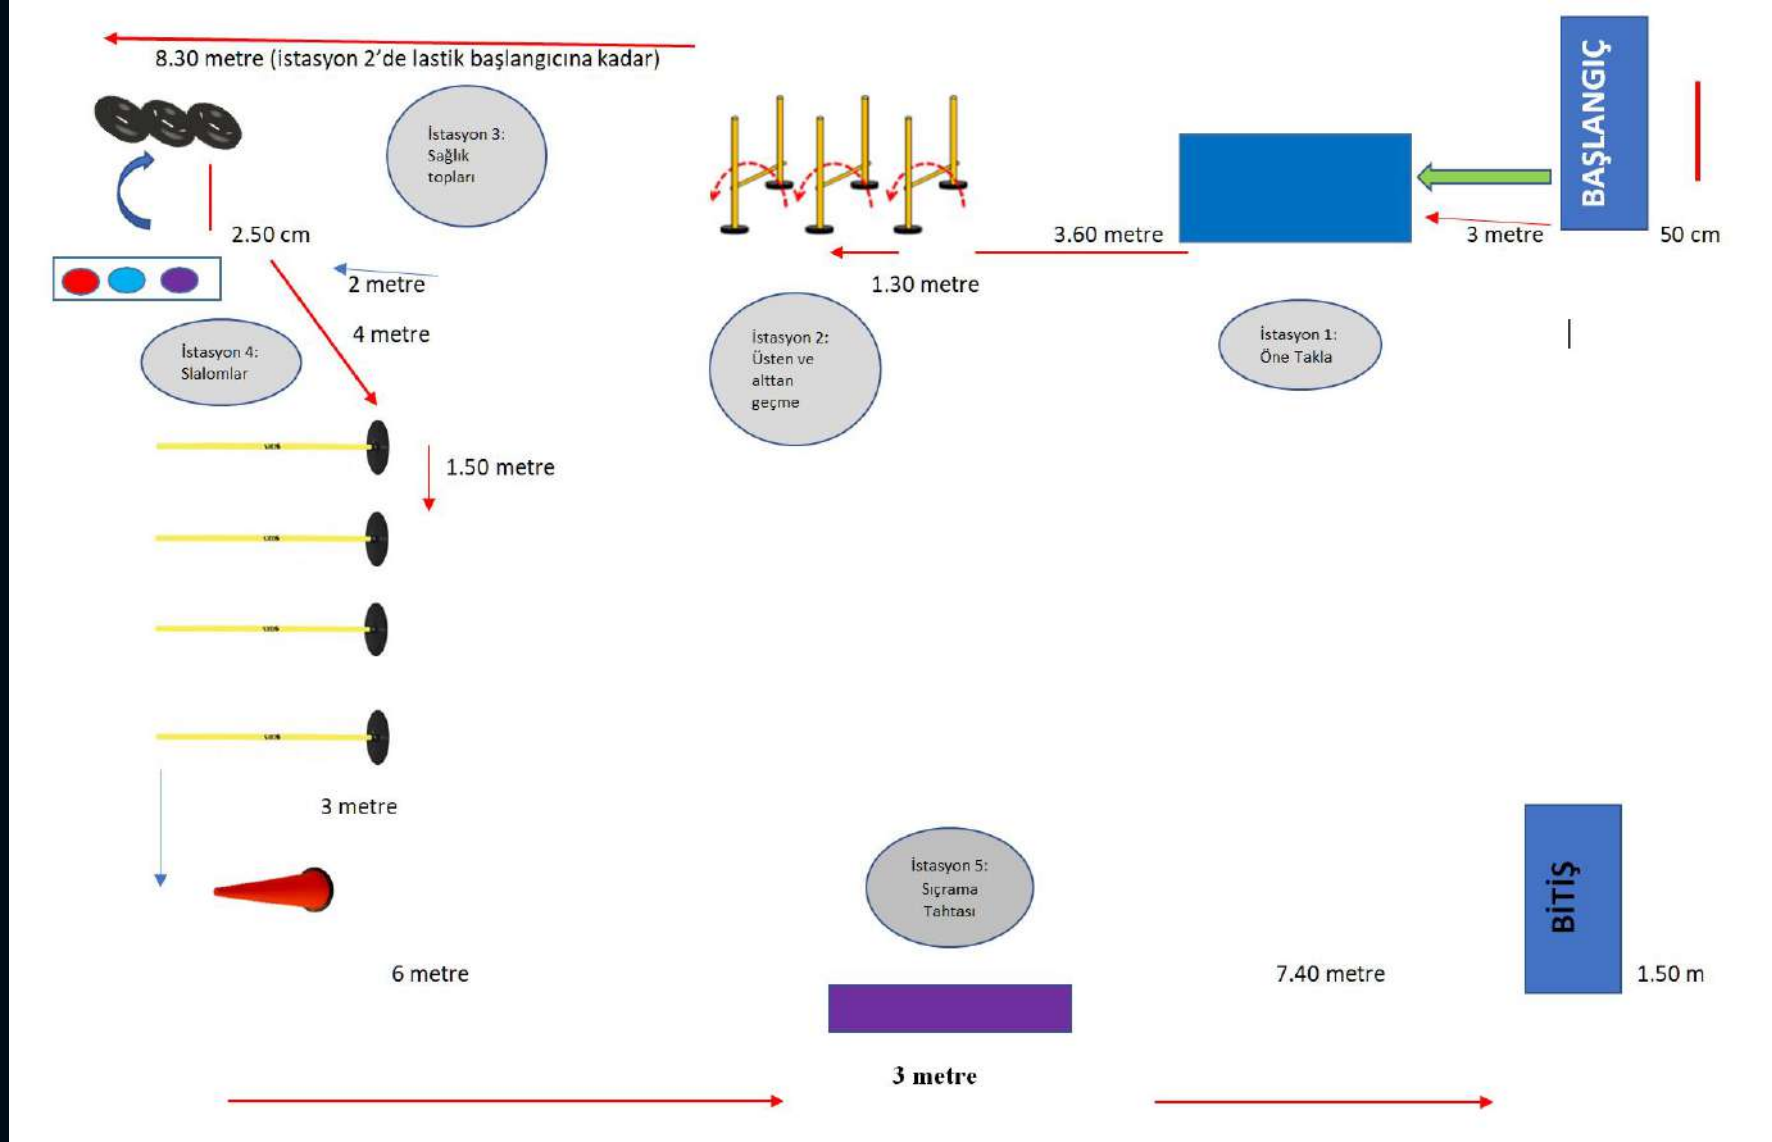 8.30 metre (istasyon 2'de lastik başlangıcına kadar)
BAŞLANGIÇ
İstasyon 3:
Sağlık
topları
2.50 cm
3.60 metre
3 metre
50 cm
2 metre
1.30 metre
4 metre
İstasyon 4:
Slalomlar
İstasyon 2:
Üsten ve
alttan
geçme
İstasyon 1:
Öne Takla
1.50 metre
3 metre
İstasyon 5:
Sıçrama
Tahtası
BİTİŞ
6 metre
7.40 metre
1.50 m
3 metre